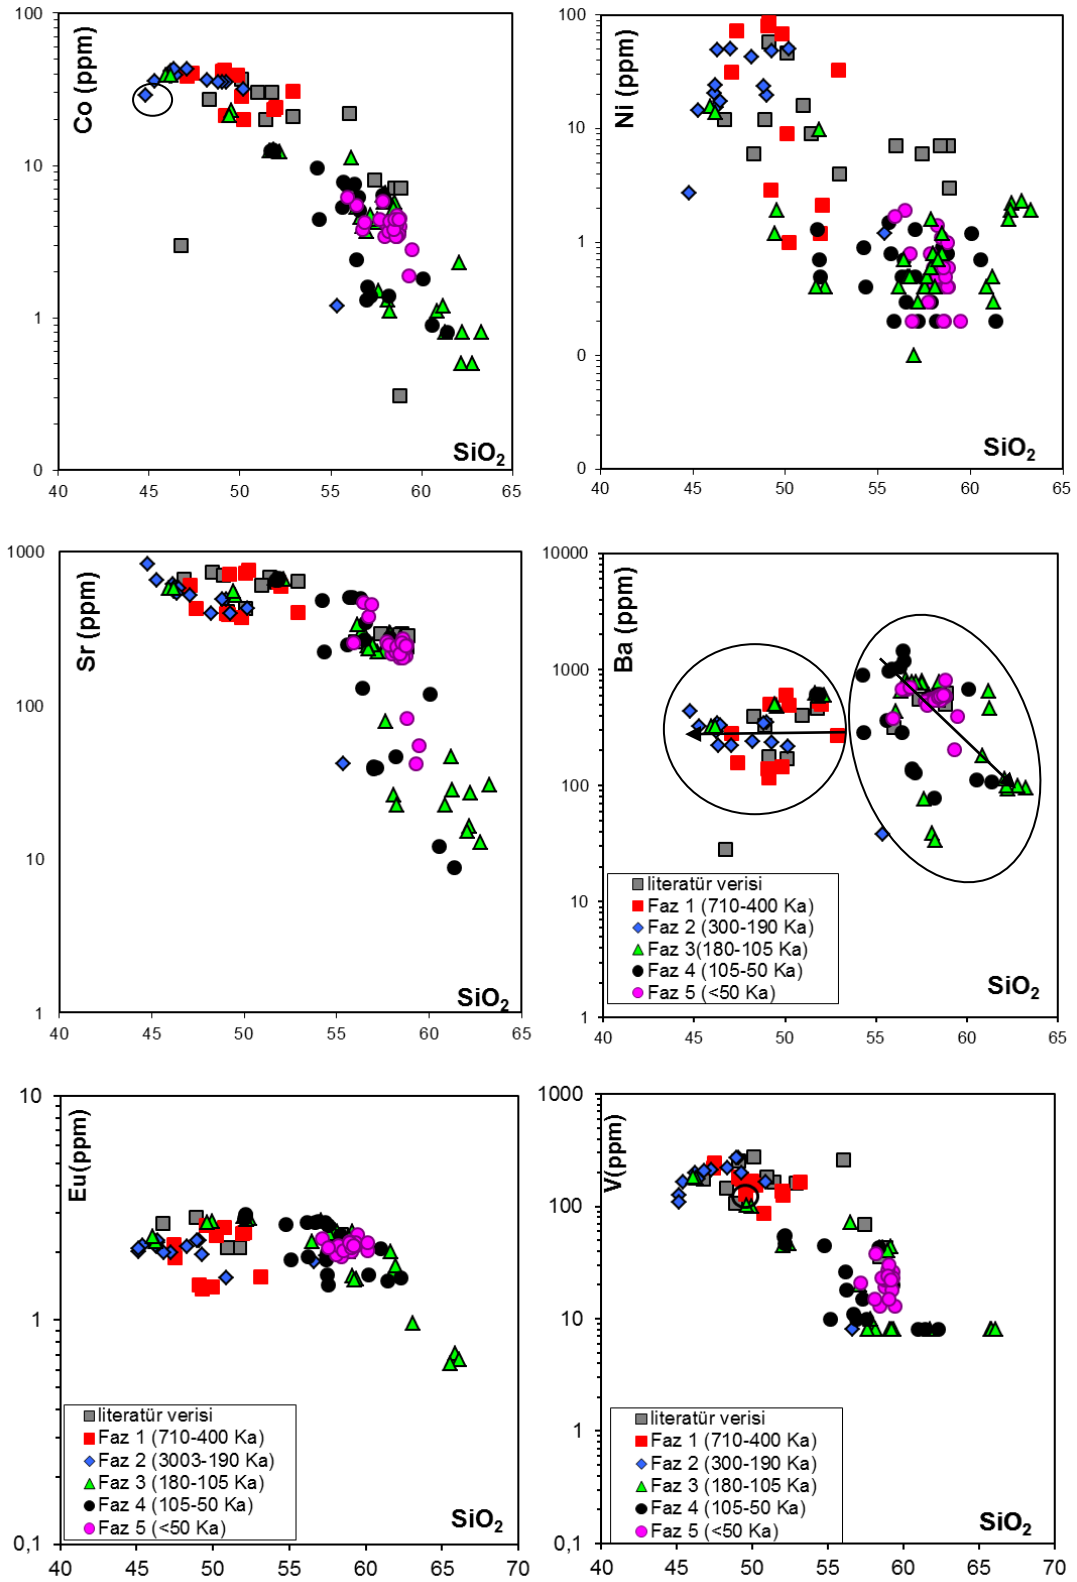 Co (ppm)
100
10
1
0
40 45 50 55 60 65
SiO₂
Ni (ppm)
100
10
1
0
0
40 45 50 55 60 65
SiO₂
Sr (ppm)
1000
100
10
1
40 45 50 55 60 65
SiO₂
Ba (ppm)
10000
1000
100
10
1
40 45 50 55 60 65
SiO₂
literatür verisi
Faz 1 (710-400 Ka)
Faz 2 (300-190 Ka)
Faz 3(180-105 Ka)
Faz 4 (105-50 Ka)
Faz 5 (<50 Ka)
Eu(ppm)
10
1
0,1
40 45 50 55 60 65 70
SiO₂
literatür verisi
Faz 1 (710-400 Ka)
Faz 2 (3003-190 Ka)
Faz 3 (180-105 Ka)
Faz 4 (105-50 Ka)
Faz 5 (<50 Ka)
V(ppm)
1000
100
10
1
0,1
40 45 50 55 60 65 70
SiO₂
literatür verisi
Faz 1 (710-400 Ka)
Faz 2 (300-190 Ka)
Faz 3 (180-105 Ka)
Faz 4 (105-50 Ka)
Faz 5 (<50 Ka)